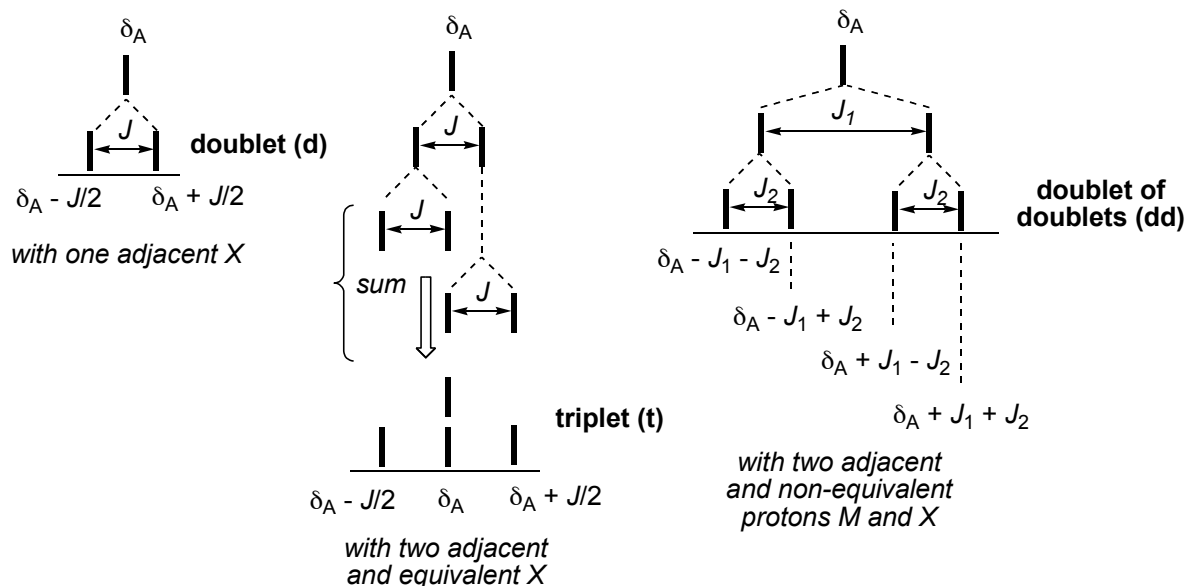 δA
J
doublet (d)
δA - J/2
δA + J/2
with one adjacent X
δA
J
J
sum
J
triplet (t)
δA - J/2
δA
δA + J/2
with two adjacent
and equivalent X
δA
J1
J2
J2
doublet of
doublets (dd)
δA - J1 - J2
δA - J1 + J2
δA + J1 - J2
δA + J1 + J2
with two adjacent
and non-equivalent
protons M and X